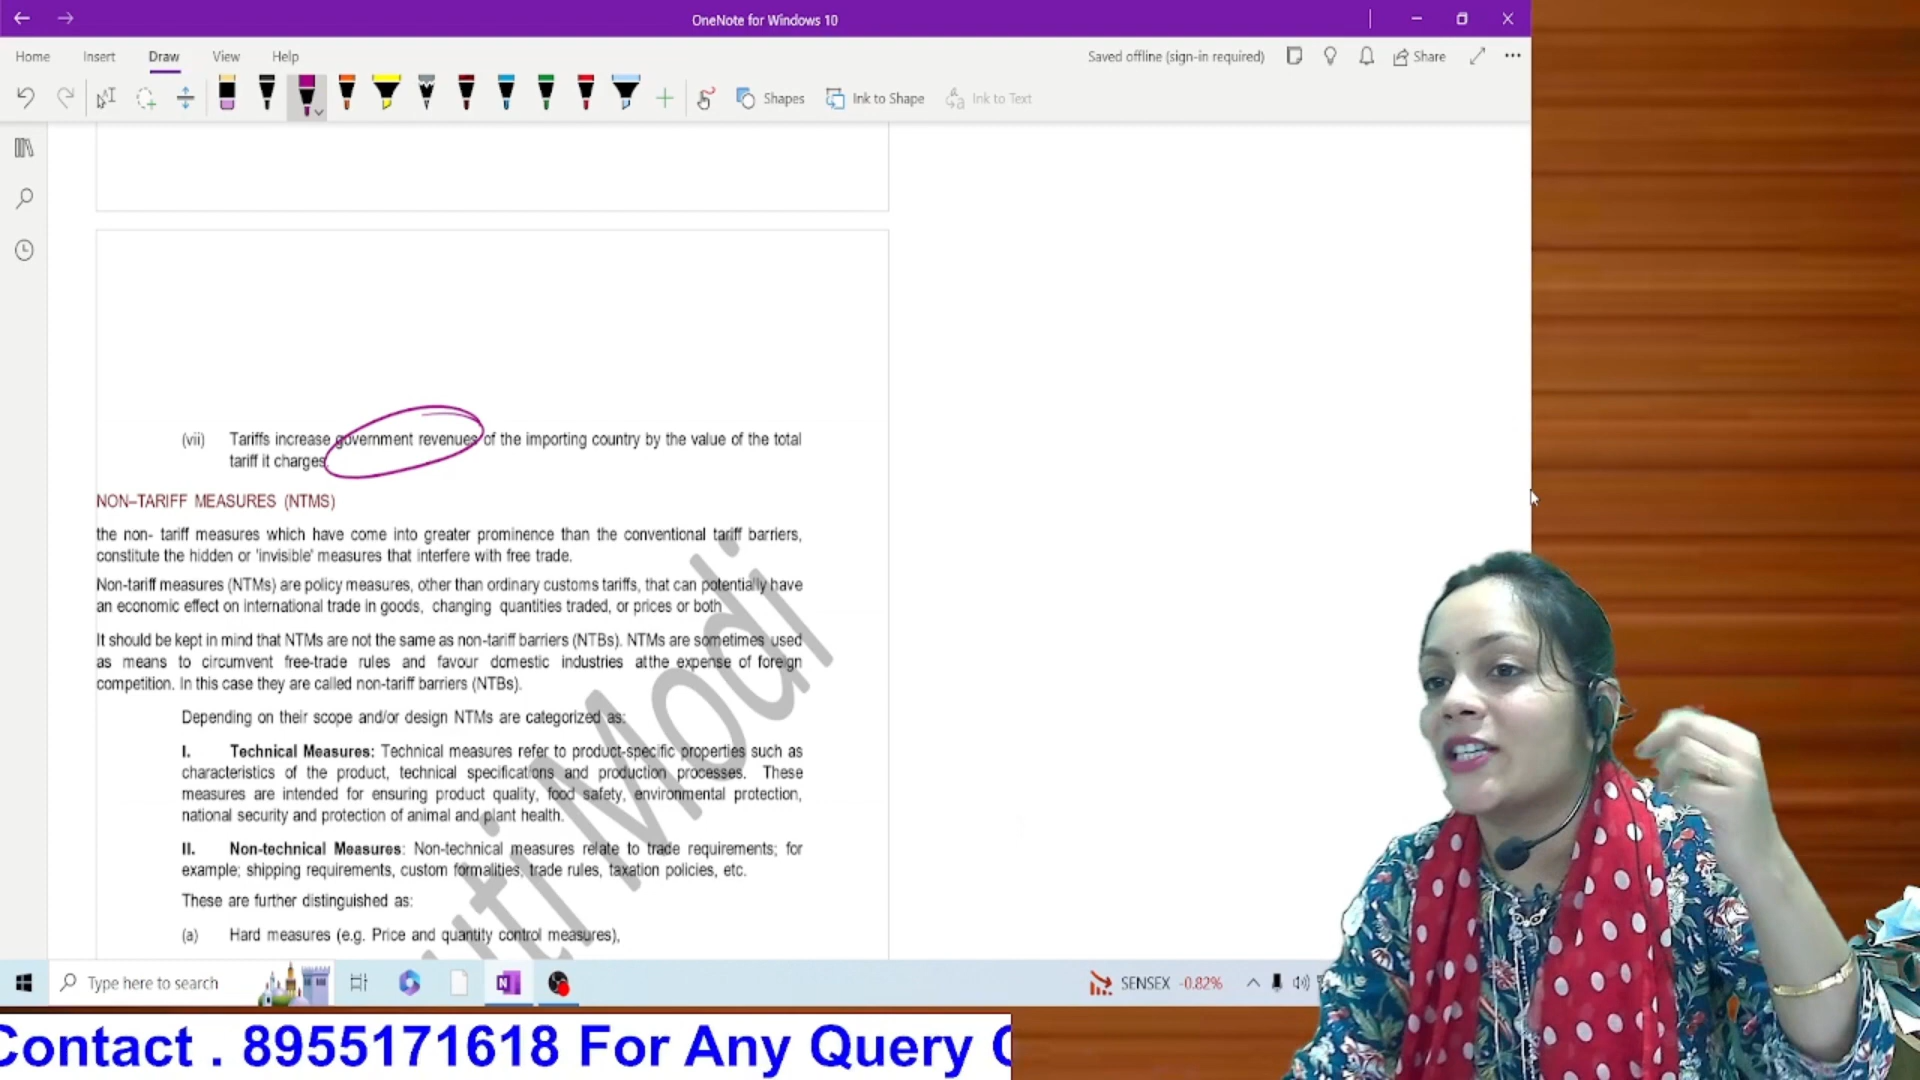 OneNote for Windows 10
Home Insert Draw View Help Saved offline (sign-in required) Share
Shapes Ink to Shape Ink to Text
(vii) Tariffs increase government revenues of the importing country by the value of the total
tariff it charges.
NON–TARIFF MEASURES (NTMS)
the non- tariff measures which have come into greater prominence than the conventional tariff barriers,
constitute the hidden or 'invisible' measures that interfere with free trade.
Non-tariff measures (NTMs) are policy measures, other than ordinary customs tariffs, that can potentially have
an economic effect on international trade in goods, changing quantities traded, or prices or both
It should be kept in mind that NTMs are not the same as non-tariff barriers (NTBs). NTMs are sometimes used
as means to circumvent free-trade rules and favour domestic industries atthe expense of foreign
competition. In this case they are called non-tariff barriers (NTBs).
Depending on their scope and/or design NTMs are categorized as:
I. Technical Measures: Technical measures refer to product-specific properties such as
characteristics of the product, technical specifications and production processes. These
measures are intended for ensuring product quality, food safety, environmental protection,
national security and protection of animal and plant health.
II. Non-technical Measures: Non-technical measures relate to trade requirements; for
example; shipping requirements, custom formalities, trade rules, taxation policies, etc.
These are further distinguished as:
(a) Hard measures (e.g. Price and quantity control measures),
Modi
Type here to search SENSEX -0.82%
Contact . 8955171618 For Any Query